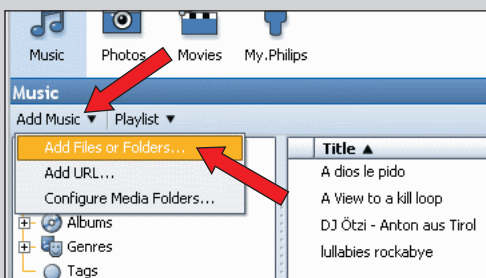 Music Photos Movies My.Philips
Music
Add Music ▼ Playlist ▼
Add Files or Folders...
Add URL...
Configure Media Folders...
Albums
Genres
Tags
Title ▲
A dios le pido
A View to a kill loop
DJ Ötzi - Anton aus Tirol
lullabies rockabye